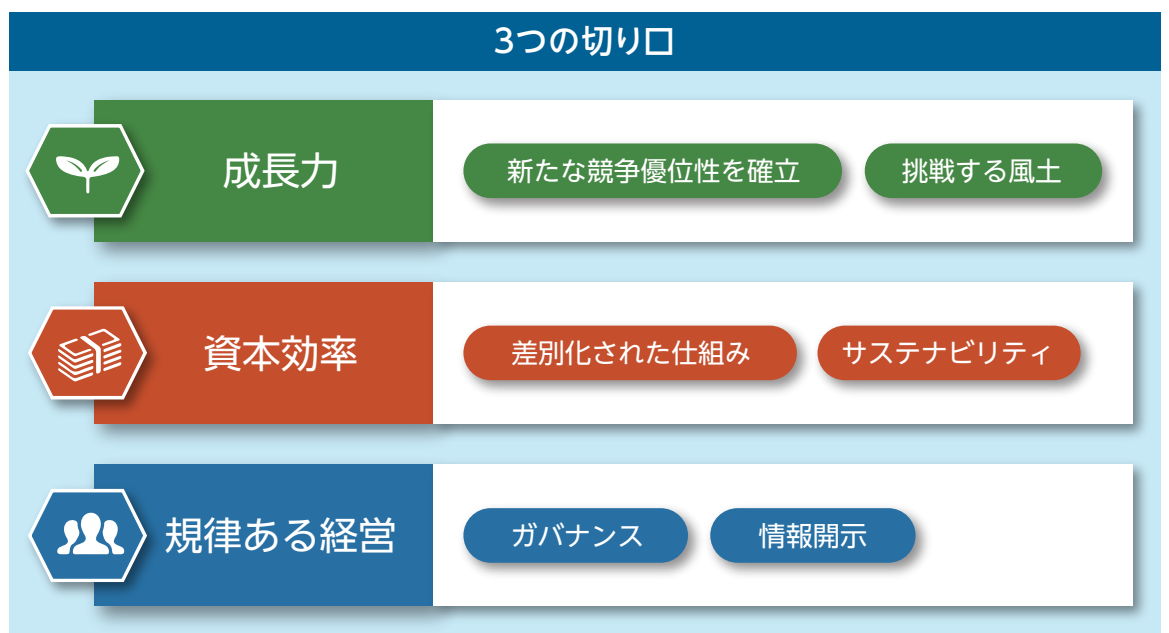 3つの切り口
成長力
新たな競争優位性を確立
挑戦する風土
資本効率
差別化された仕組み
サステナビリティ
規律ある経営
ガバナンス
情報開示